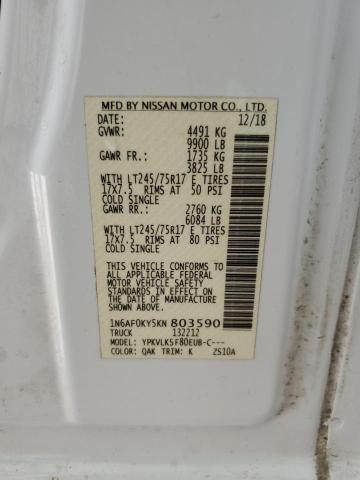 MFD BY NISSAN MOTOR CO., LTD.
DATE: 12/18
GVWR: 4491 KG
9900 LB
GAWR FR: 1735 KG
3825 LB
WITH LT245/75R17 E TIRES
17X7.5 RIMS AT 50 PSI
COLD SINGLE
GAWR RR: 2760 KG
6084 LB
WITH LT245/75R17 E TIRES
17X7.5 RIMS AT 80 PSI
COLD SINGLE
THIS VEHICLE CONFORMS TO ALL
APPLICABLE U.S. FEDERAL
MOTOR VEHICLE SAFETY
STANDARDS IN EFFECT ON THE
DATE OF MANUFACTURE SHOWN
ABOVE.
1N6AF0KY5KN 803590
TRUCK 132212
MODEL: YPKVLK5F80EUB-C---
COLOR: QAK TRIM: K ZS10A